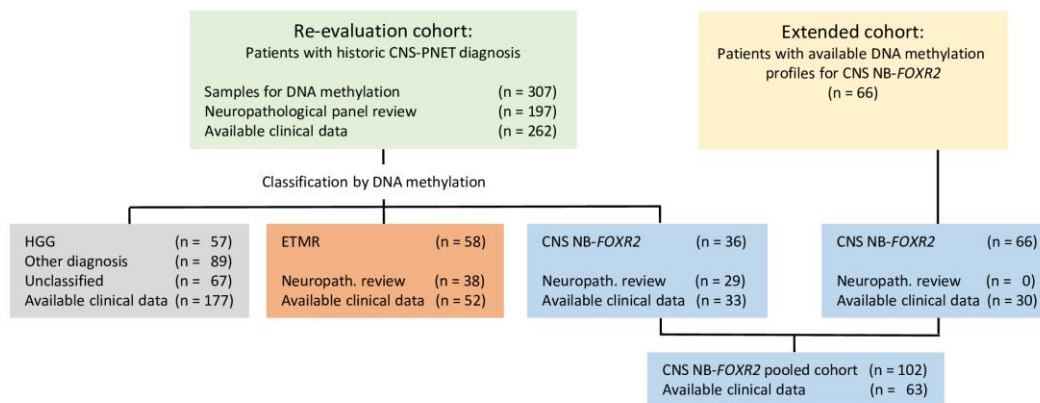 Re-evaluation cohort:
Patients with historic CNS-PNET diagnosis
Samples for DNA methylation (n = 307)
Neuropathological panel review (n = 197)
Available clinical data (n = 262)
Extended cohort:
Patients with available DNA methylation
profiles for CNS NB-FOXR2
(n = 66)
Classification by DNA methylation
HGG (n = 57)
Other diagnosis (n = 89)
Unclassified (n = 67)
Available clinical data (n = 177)
ETMR (n = 58)
Neuropath. review (n = 38)
Available clinical data (n = 52)
CNS NB-FOXR2 (n = 36)
Neuropath. review (n = 29)
Available clinical data (n = 33)
CNS NB-FOXR2 (n = 66)
Neuropath. review (n = 0)
Available clinical data (n = 30)
CNS NB-FOXR2 pooled cohort (n = 102)
Available clinical data (n = 63)